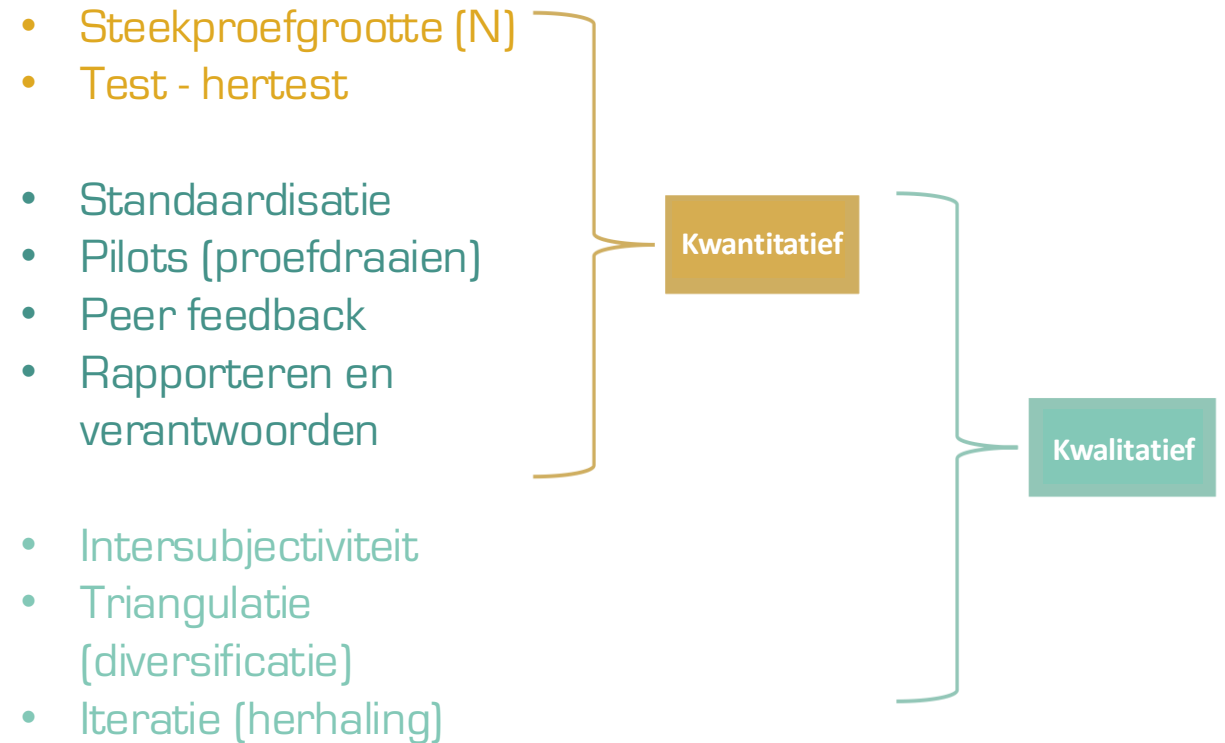 • Steekproefgrootte (N)
• Test - hertest
• Standaardisatie
• Pilots (proefdraaien)
• Peer feedback
• Rapporteren en
verantwoorden
• Intersubjectiviteit
• Triangulatie
(diversificatie)
• Iteratie (herhaling)
Kwantitatief
Kwalitatief